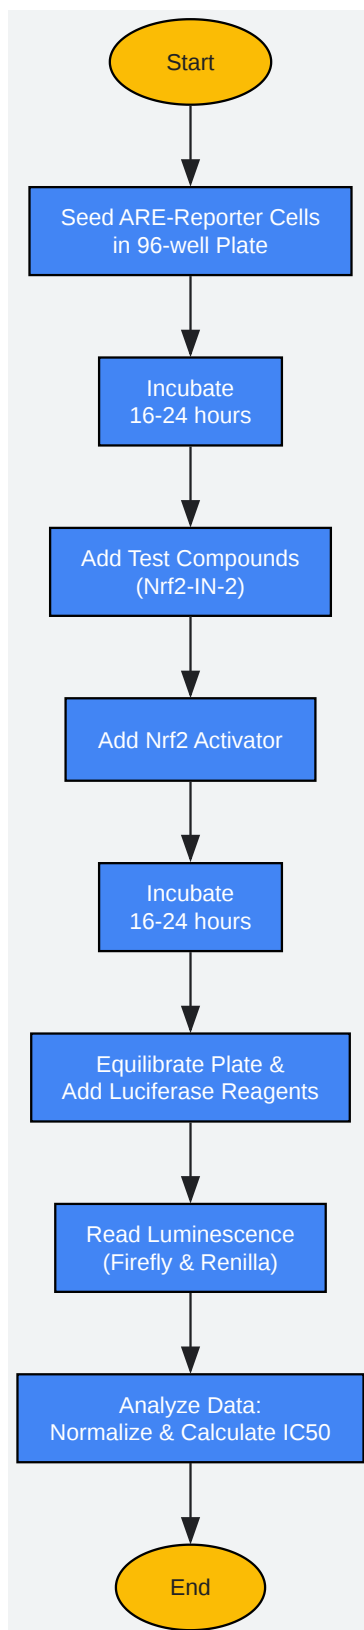 Start
Seed ARE-Reporter Cells
in 96-well Plate
Incubate
16-24 hours
Add Test Compounds
(Nrf2-IN-2)
Add Nrf2 Activator
Incubate
16-24 hours
Equilibrate Plate &
Add Luciferase Reagents
Read Luminescence
(Firefly & Renilla)
Analyze Data:
Normalize & Calculate IC50
End